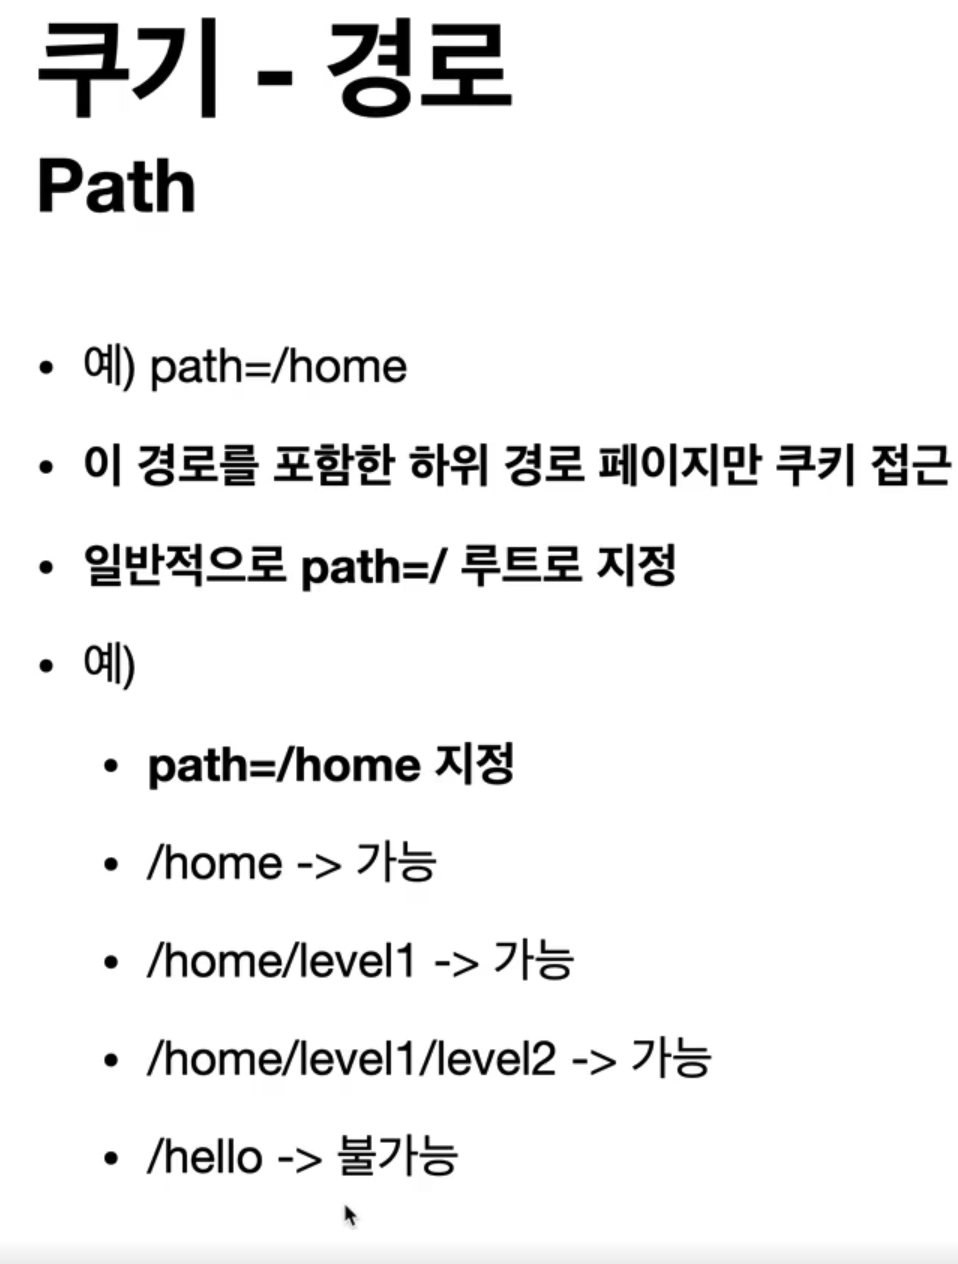 쿠기 - 경로
Path
• 예) path=/home
• 이 경로를 포함한 하위 경로 페이지만 쿠키 접근
• 일반적으로 path=/ 루트로 지정
• 예)
• path=/home 지정
• /home -> 가능
• /home/level1 -> 가능
• /home/level1/level2 -> 가능
• /hello -> 불가능